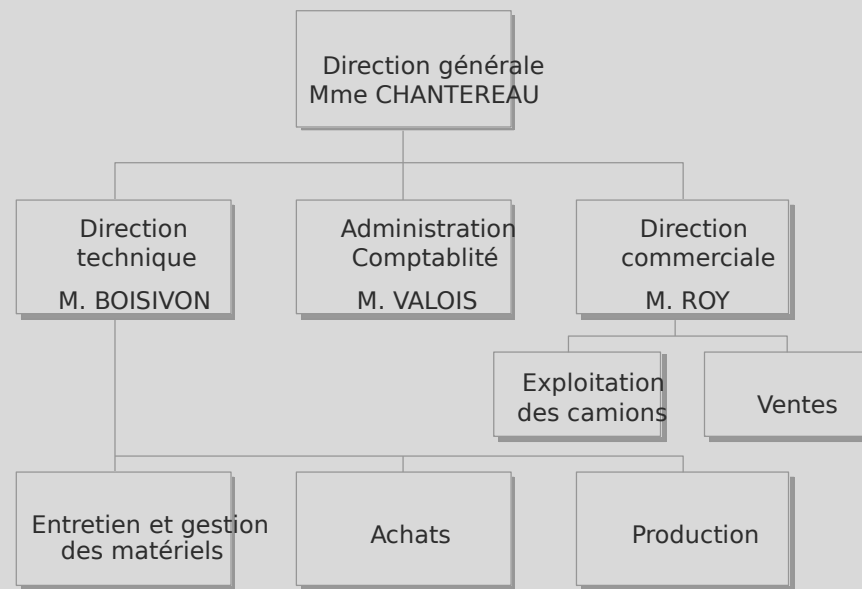 Direction générale
Mme CHANTEREAU
Direction
technique
M. BOISIVON
Administration
Comptablité
M. VALOIS
Direction
commerciale
M. ROY
Exploitation
des camions
Ventes
Entretien et gestion
des matériels
Achats
Production